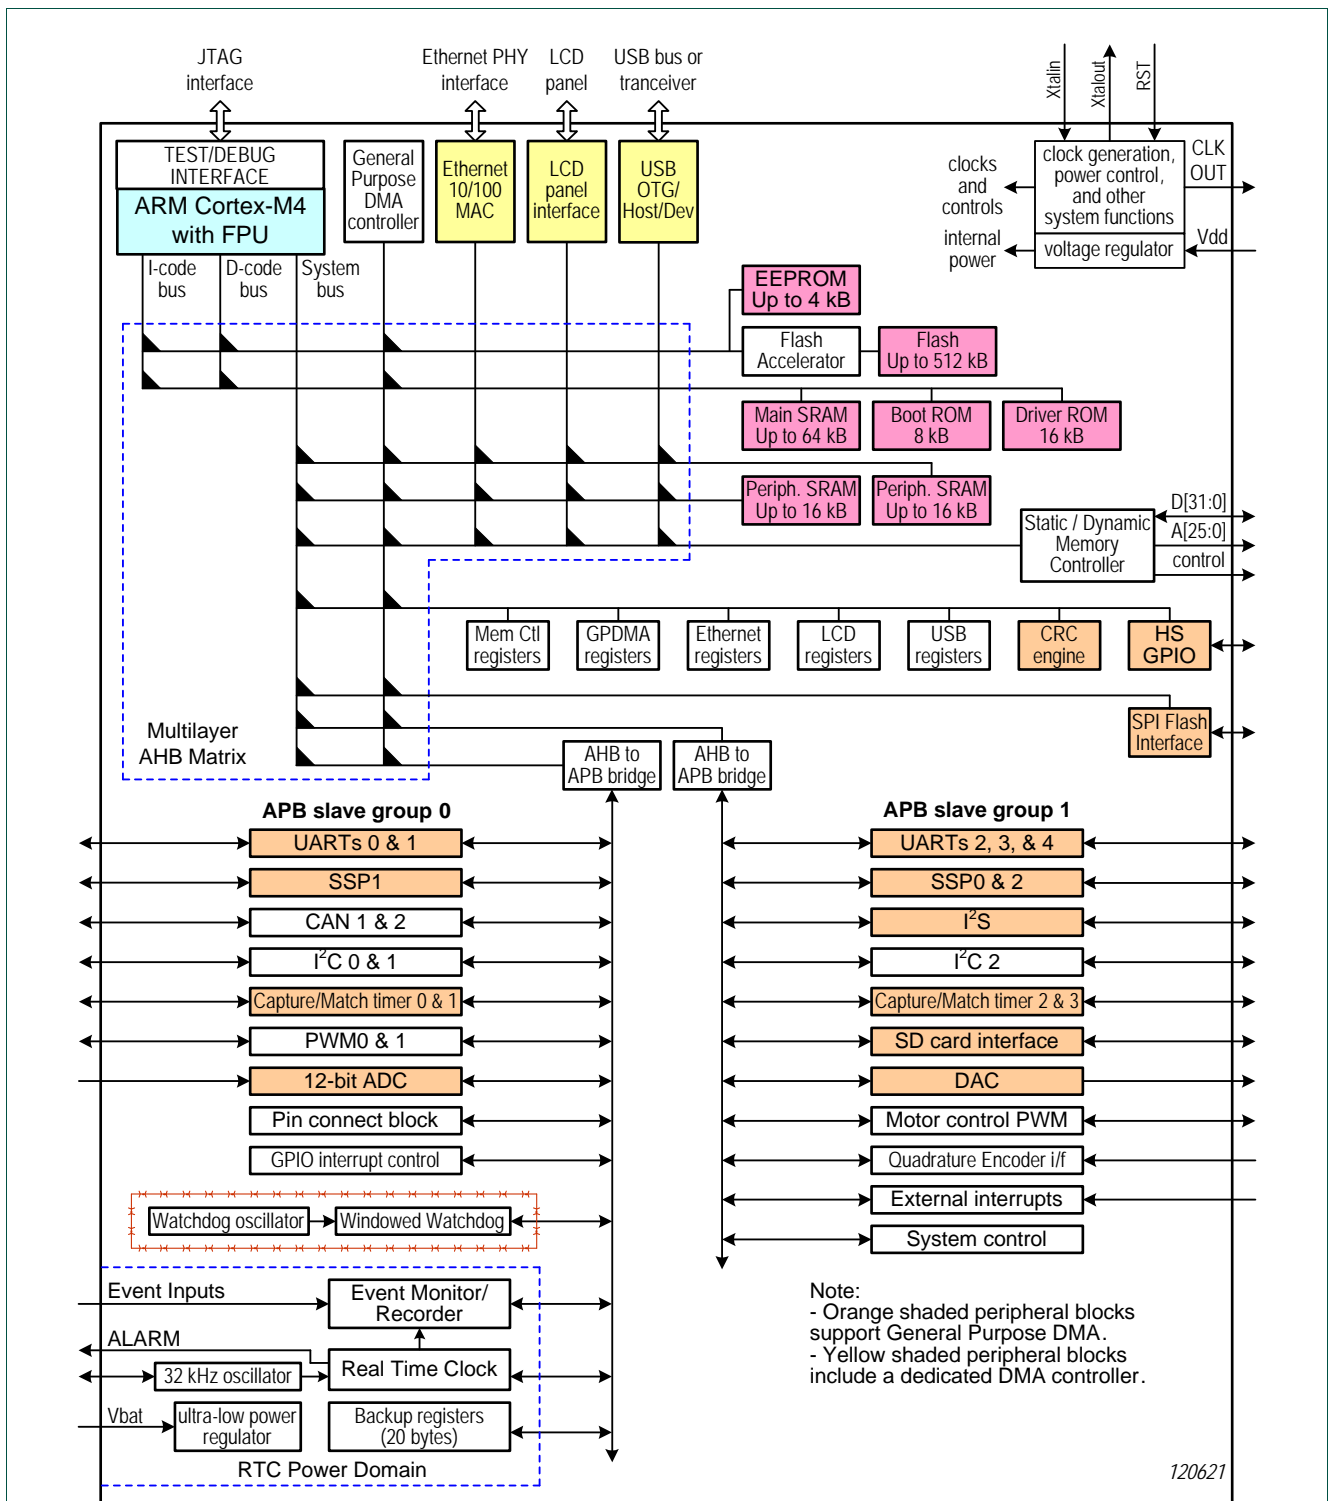 JTAG
interface
Ethernet PHY
interface
LCD
panel
USB bus or
tranceiver
Xtalin
Xtalout
RST
TEST/DEBUG
INTERFACE
ARM Cortex-M4
with FPU
General
Purpose
DMA
controller
Ethernet
10/100
MAC
LCD
panel
interface
USB
OTG/
Host/Dev
clocks
and
controls
internal
power
clock generation,
power control,
and other
system functions
voltage regulator
CLK
OUT
Vdd
I-code
bus
D-code
bus
System
bus
EEPROM
Up to 4 kB
Flash
Accelerator
Flash
Up to 512 kB
Main SRAM
Up to 64 kB
Boot ROM
8 kB
Driver ROM
16 kB
Periph. SRAM
Up to 16 kB
Periph. SRAM
Up to 16 kB
Static / Dynamic
Memory
Controller
D[31:0]
A[25:0]
control
Mem Ctl
registers
GPDMA
registers
Ethernet
registers
LCD
registers
USB
registers
CRC
engine
HS
GPIO
SPI Flash
Interface
Multilayer
AHB Matrix
AHB to
APB bridge
AHB to
APB bridge
APB slave group 0
UARTs 0 & 1
SSP1
CAN 1 & 2
I2C 0 & 1
Capture/Match timer 0 & 1
PWM0 & 1
12-bit ADC
Pin connect block
GPIO interrupt control
Watchdog oscillator
Windowed Watchdog
APB slave group 1
UARTs 2, 3, & 4
SSP0 & 2
I2S
I2C 2
Capture/Match timer 2 & 3
SD card interface
DAC
Motor control PWM
Quadrature Encoder i/f
External interrupts
System control
Event Inputs
Event Monitor/
Recorder
ALARM
Real Time Clock
32 kHz oscillator
Vbat
ultra-low power
regulator
Backup registers
(20 bytes)
RTC Power Domain
Note:
- Orange shaded peripheral blocks
support General Purpose DMA.
- Yellow shaded peripheral blocks
include a dedicated DMA controller.
120621